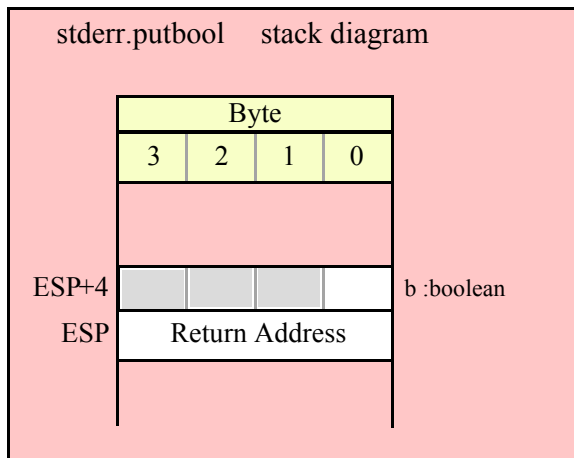 stderr.putbool stack diagram
Byte
3 2 1 0
ESP+4 b :boolean
ESP Return Address